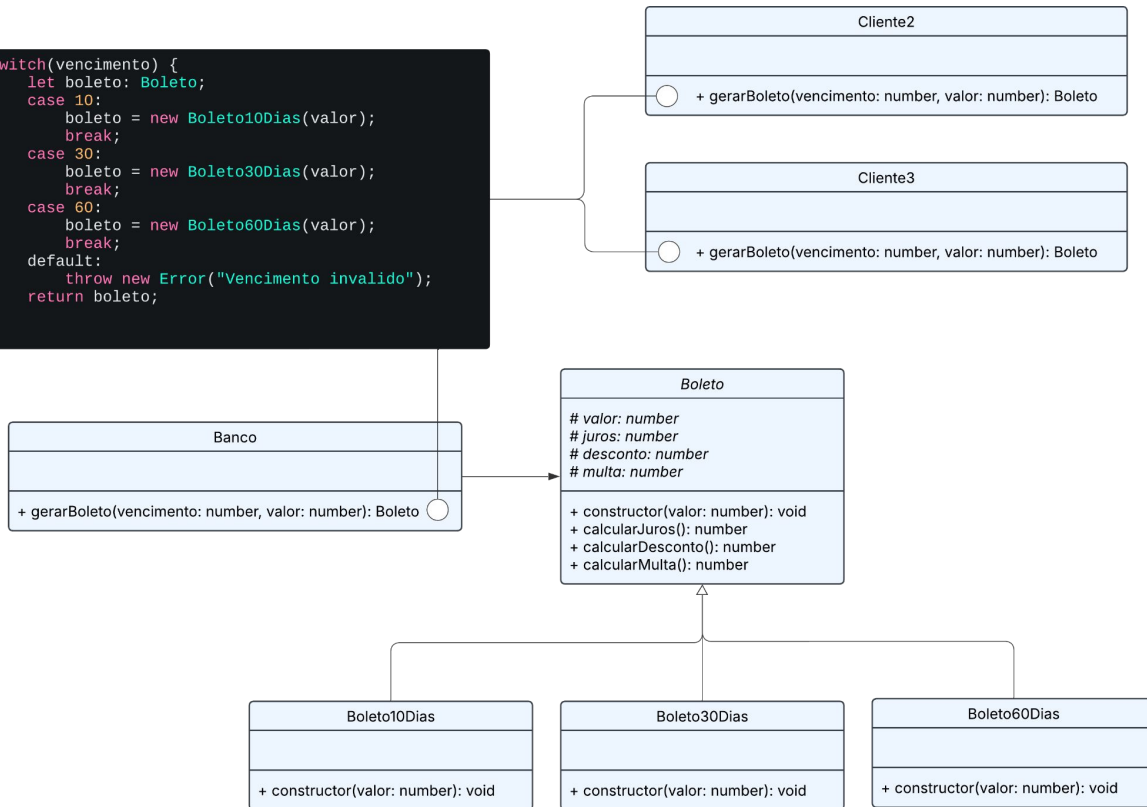 witch(vencimento) {
let boleto: Boleto;
case 10:
boleto = new Boleto10Dias(valor);
break;
case 30:
boleto = new Boleto30Dias(valor);
break;
case 60:
boleto = new Boleto60Dias(valor);
break;
default:
throw new Error("Vencimento invalido");
return boleto;
Cliente2
+ gerarBoleto(vencimento: number, valor: number): Boleto
Cliente3
+ gerarBoleto(vencimento: number, valor: number): Boleto
Banco
+ gerarBoleto(vencimento: number, valor: number): Boleto
Boleto
# valor: number
# juros: number
# desconto: number
# multa: number
+ constructor(valor: number): void
+ calcularJuros(): number
+ calcularDesconto(): number
+ calcularMulta(): number
Boleto10Dias
+ constructor(valor: number): void
Boleto30Dias
+ constructor(valor: number): void
Boleto60Dias
+ constructor(valor: number): void